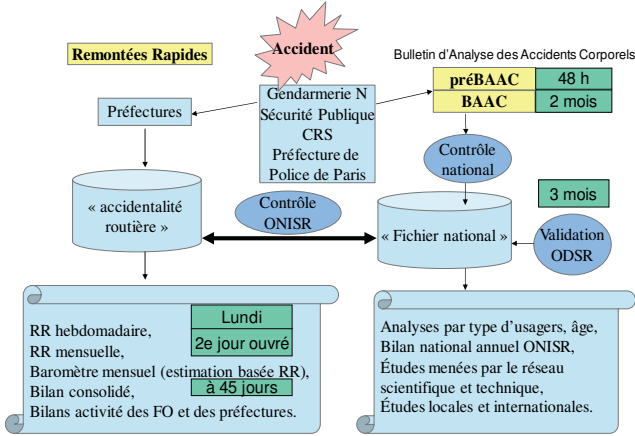 Accident
Remontées Rapides
Bulletin d'Analyse des Accidents Corporels
préBAAC
48 h
BAAC
2 mois
Gendarmerie N
Sécurité Publique
CRS
Préfecture de
Police de Paris
Préfectures
Contrôle
national
« accidentalité
routière »
Contrôle
ONISR
3 mois
« Fichier national »
Validation
ODSR
RR hebdomadaire,
Lundi
RR mensuelle,
2e jour ouvré
Baromètre mensuel (estimation basée RR),
Bilan consolidé,
à 45 jours
Bilans activité des FO et des préfectures.
Analyses par type d'usagers, âge,
Bilan national annuel ONISR,
Études menées par le réseau
scientifique et technique,
Études locales et internationales.